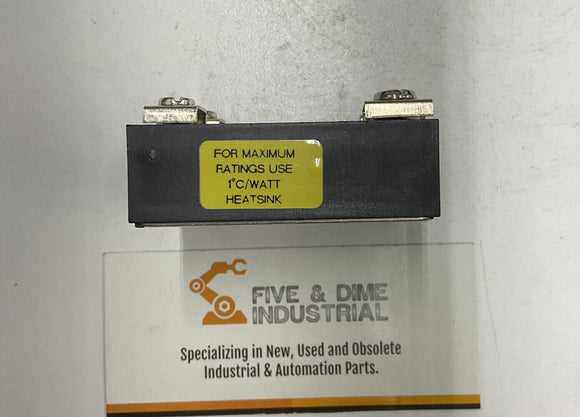 FOR MAXIMUM
RATINGS USE
1°C/WATT
HEATSINK
FIVE & DIME
INDUSTRIAL
Specializing in New, Used and Obsolete
Industrial & Automation Parts.